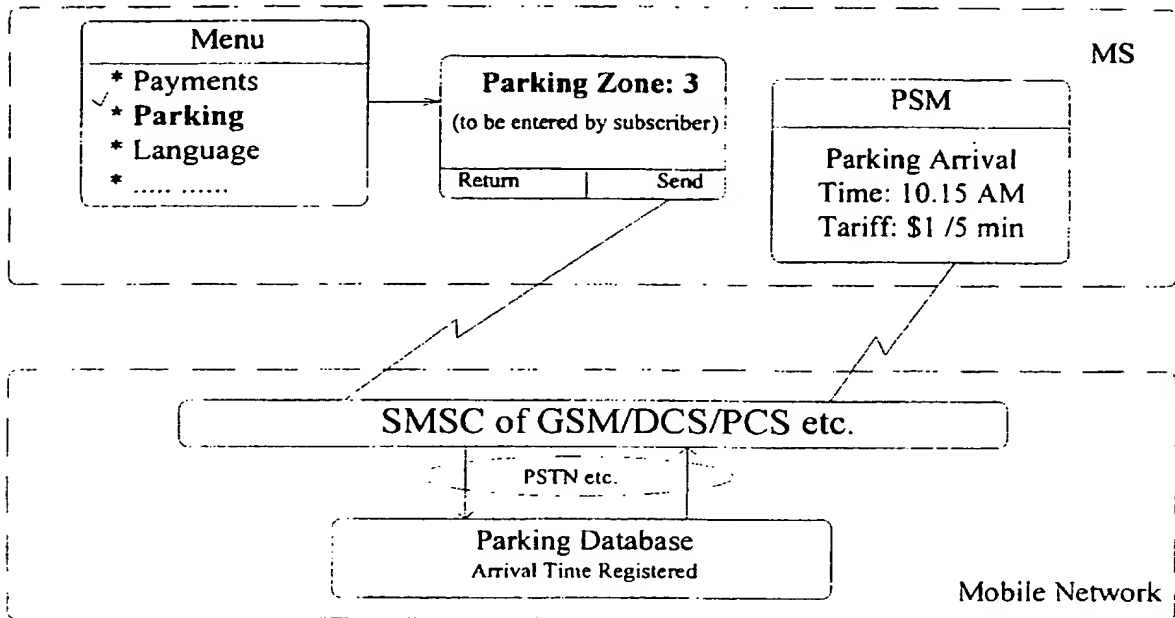 Menu
* Payments
* Parking
* Language
* ..... ......
Parking Zone: 3
(to be entered by subscriber)
Return Send
MS
PSM
Parking Arrival
Time: 10.15 AM
Tariff: $1 /5 min
SMSC of GSM/DCS/PCS etc.
PSTN etc.
Parking Database
Arrival Time Registered
Mobile Network